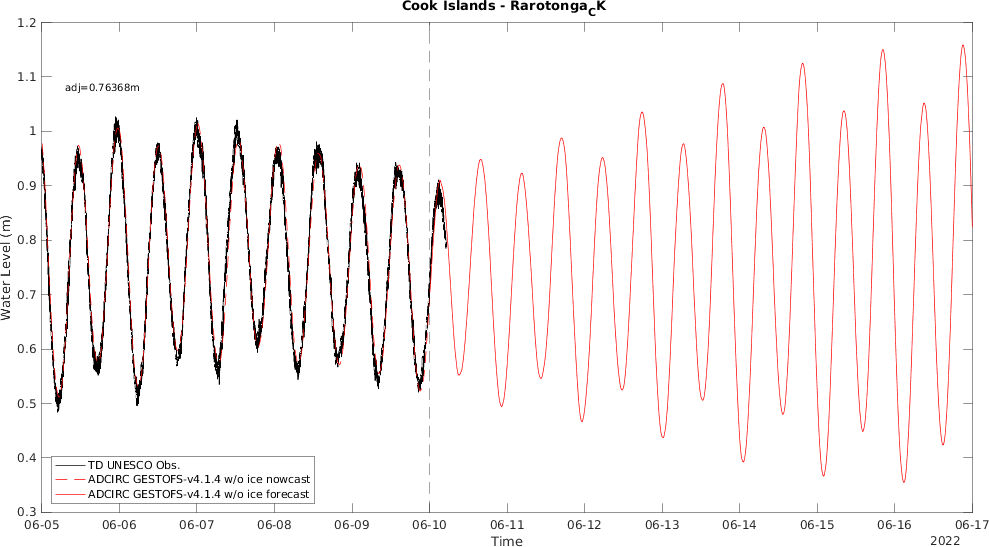 Cook Islands - RarotongaCK
1.2
1.1
1
0.9
0.8
0.7
0.6
0.5
0.4
0.3
Water Level (m)
adj=0.76368m
TD UNESCO Obs.
ADCIRC GESTOFS-v4.1.4 w/o ice nowcast
ADCIRC GESTOFS-v4.1.4 w/o ice forecast
06-05 06-06 06-07 06-08 06-09 06-10 06-11 06-12 06-13 06-14 06-15 06-16 06-17
Time
2022